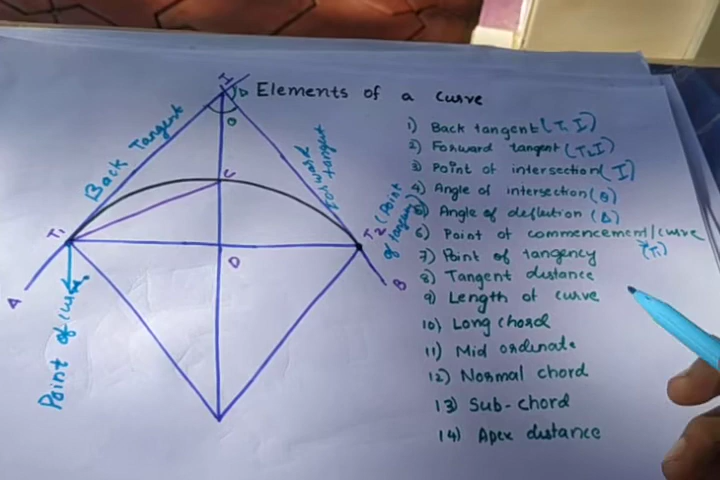 I
Δ
Elements of a curve
θ
Back Tangent
Forward tangent
C
T1
T2 (Point of tangency)
D
A
B
Point of curve
1) Back tangent (T1 I)
2) Forward tangent (T2 I)
3) Point of intersection (I)
4) Angle of intersection (θ)
5) Angle of deflution (Δ)
6) Point of commencement/curve (T1)
7) Point of tangency
8) Tangent distance
9) Length of curve
10) Long chord
11) Mid ordinate
12) Normal chord
13) Sub-chord
14) Apex distance